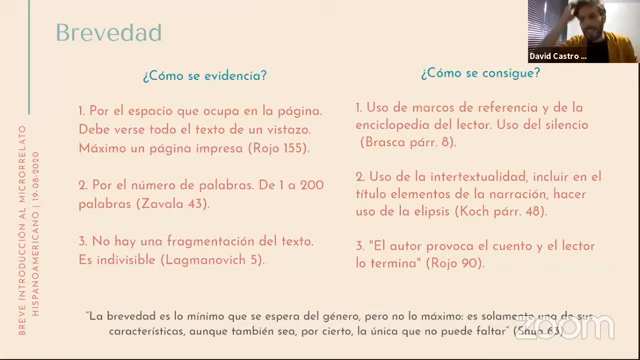 Brevedad
¿Cómo se evidencia?
1. Por el espacio que ocupa en la página.
Debe verse todo el texto de un vistazo.
Máximo un página impresa (Rojo 155).
2. Por el número de palabras. De 1 a 200
palabras (Zavala 43).
3. No hay una fragmentación del texto.
Es indivisible (Lagmanovich 5).
¿Cómo se consigue?
1. Uso de marcos de referencia y de la
enciclopedia del lector. Uso del silencio
(Brasca párr. 8).
2. Uso de la intertextualidad, incluir en el
título elementos de la narración, hacer
uso de la elipsis (Koch párr. 48).
3. "El autor provoca el cuento y el lector
lo termina" (Rojo 90).
"La brevedad es lo mínimo que se espera del género, pero no lo máximo: es solamente una de sus
características, aunque también sea, por cierto, la única que no puede faltar" (Shua 63).
BREVE INTRODUCCIÓN AL MICRORRELATO
HISPANOAMERICANO | 19-08-2020
David Castro ...
zoom